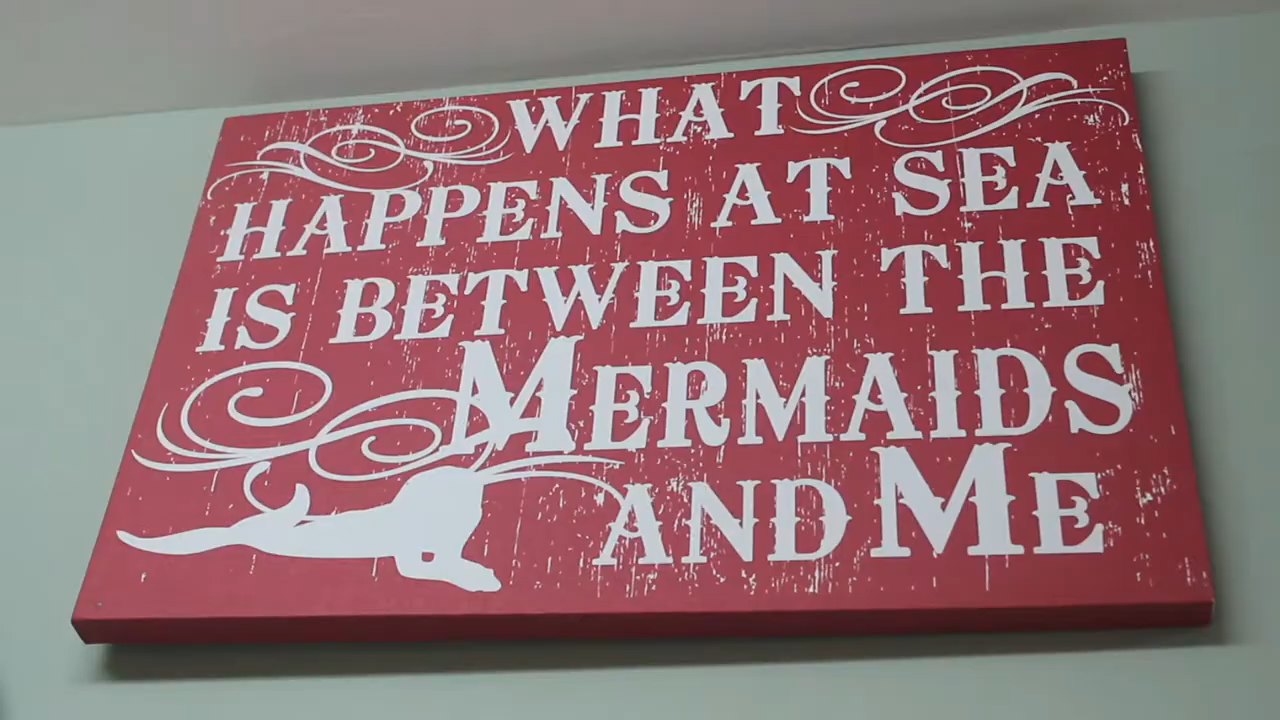 WHAT
HAPPENS AT SEA
IS BETWEEN THE
MERMAIDS
AND ME